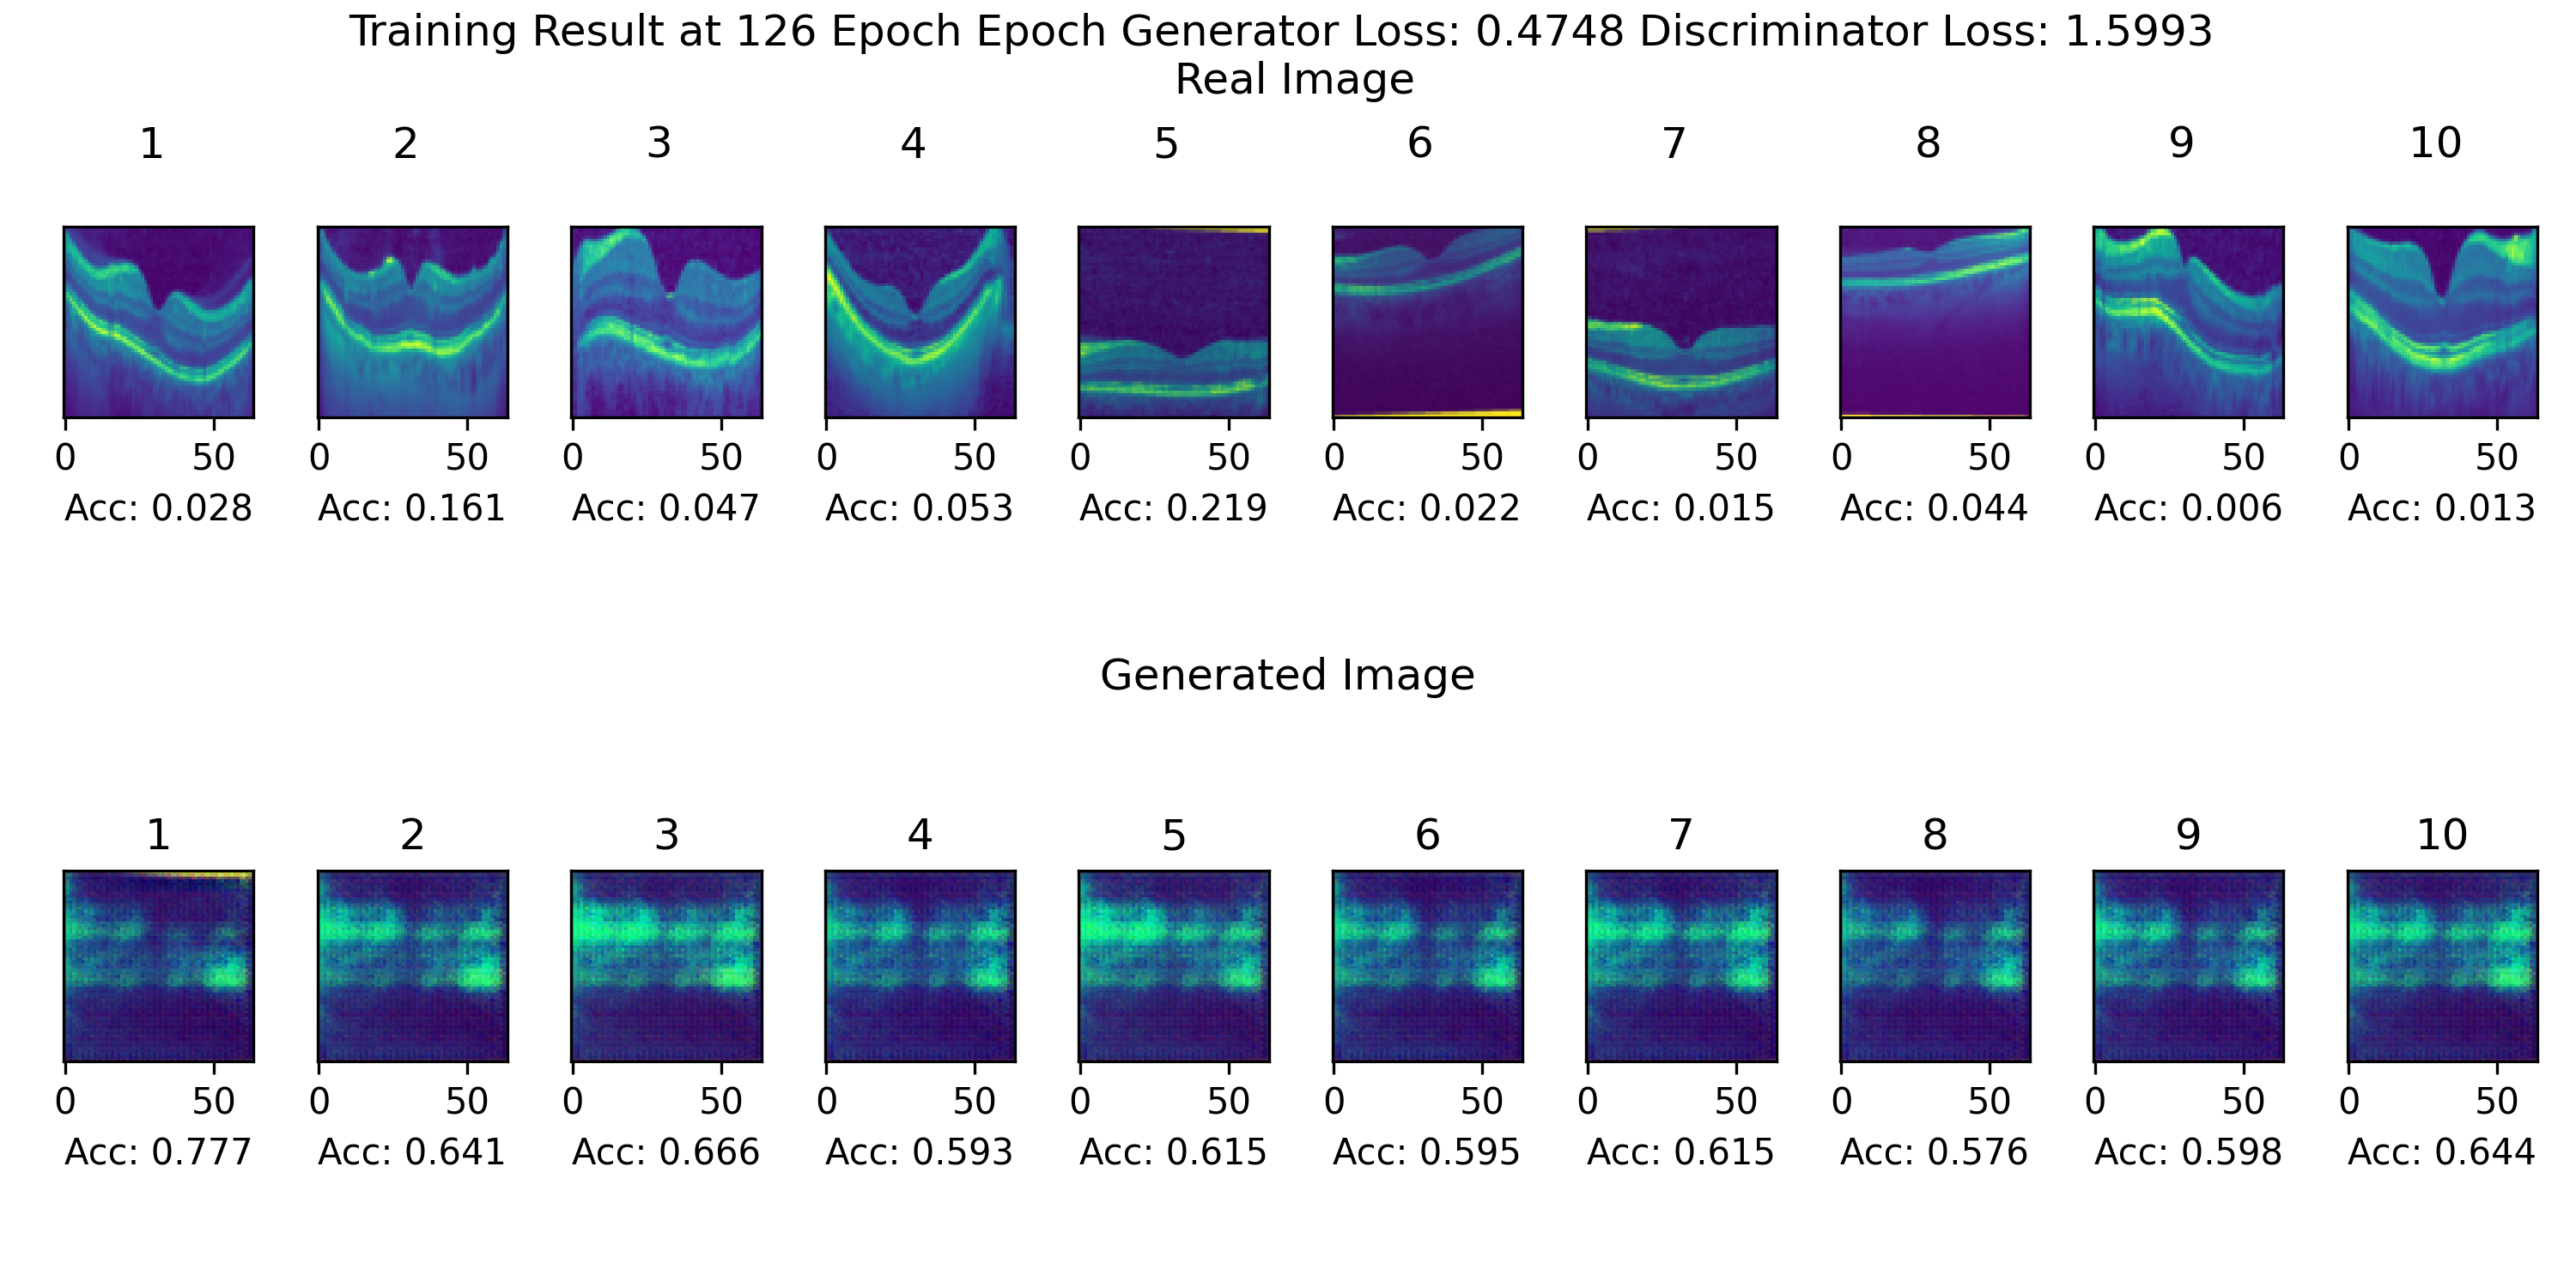 Training Result at 126 Epoch Epoch Generator Loss: 0.4748 Discriminator Loss: 1.5993
Real Image
1 2 3 4 5 6 7 8 9 10
0 50 0 50 0 50 0 50 0 50 0 50 0 50 0 50 0 50 0 50
Acc: 0.028 Acc: 0.161 Acc: 0.047 Acc: 0.053 Acc: 0.219 Acc: 0.022 Acc: 0.015 Acc: 0.044 Acc: 0.006 Acc: 0.013
Generated Image
1 2 3 4 5 6 7 8 9 10
0 50 0 50 0 50 0 50 0 50 0 50 0 50 0 50 0 50 0 50
Acc: 0.777 Acc: 0.641 Acc: 0.666 Acc: 0.593 Acc: 0.615 Acc: 0.595 Acc: 0.615 Acc: 0.576 Acc: 0.598 Acc: 0.644